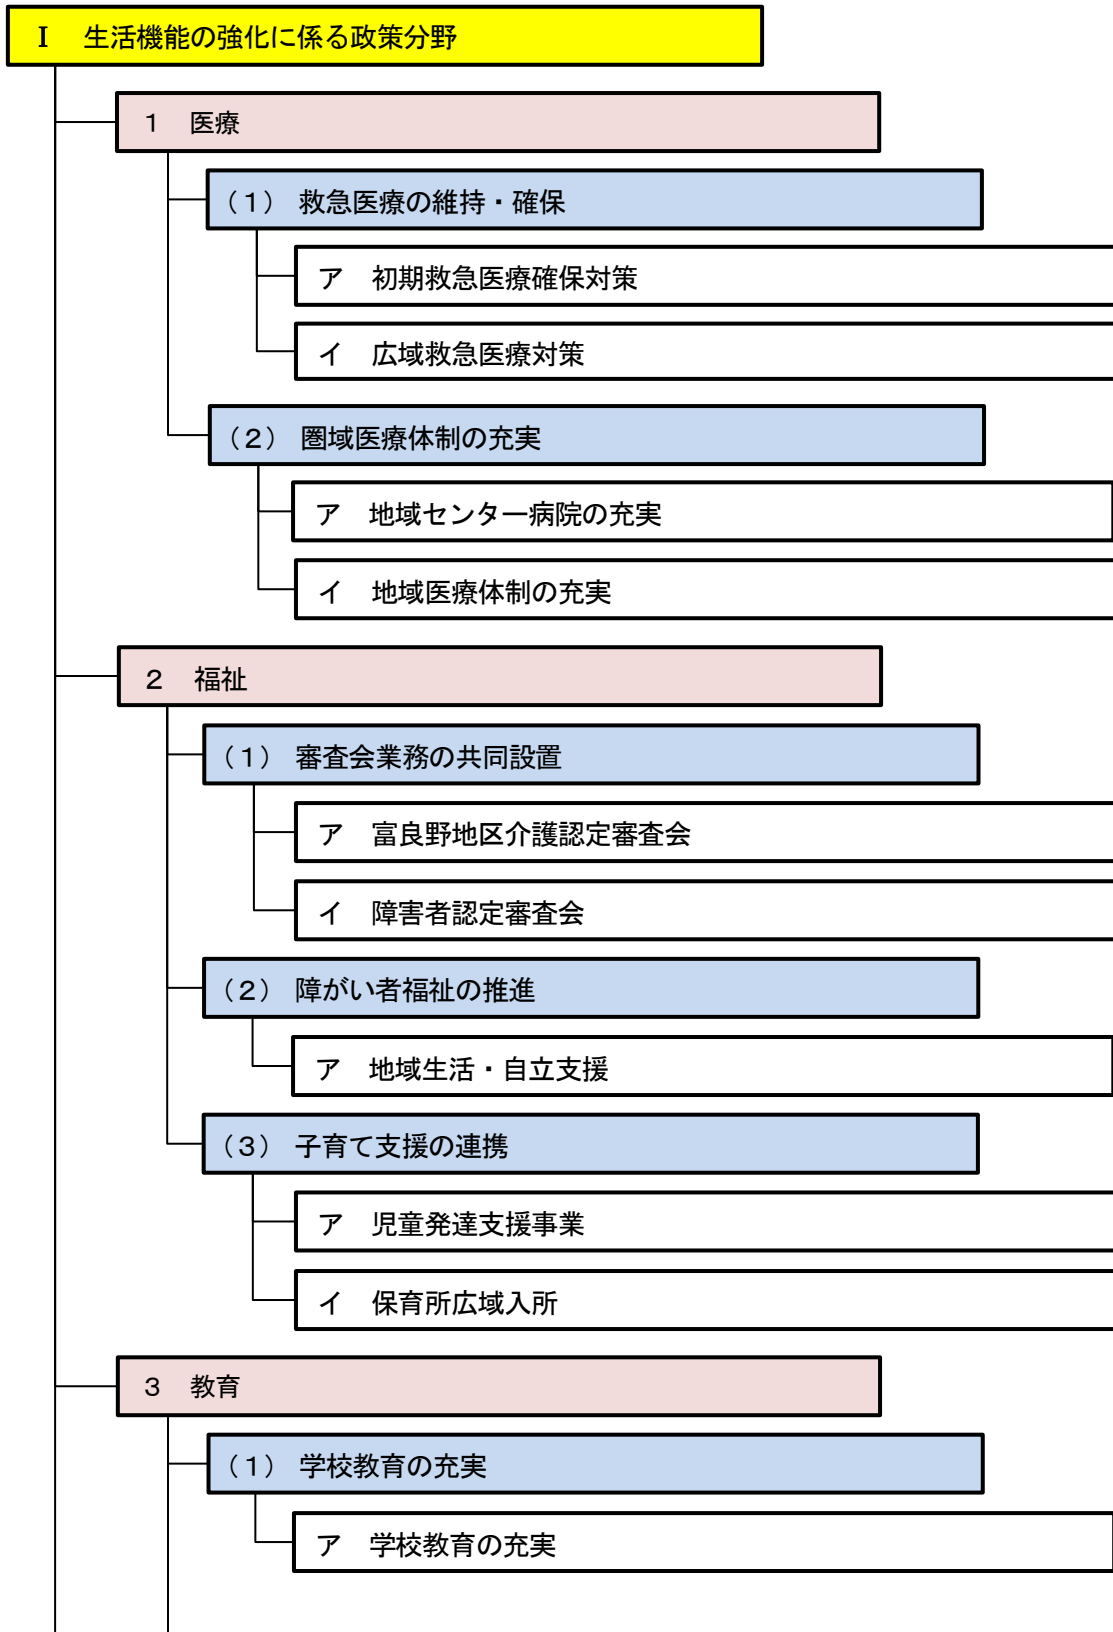 Ⅰ　生活機能の強化に係る政策分野
１　医療
（１）　救急医療の維持・確保
ア　初期救急医療確保対策
イ　広域救急医療対策
（２）　圏域医療体制の充実
ア　地域センター病院の充実
イ　地域医療体制の充実
２　福祉
（１）　審査会業務の共同設置
ア　富良野地区介護認定審査会
イ　障害者認定審査会
（２）　障がい者福祉の推進
ア　地域生活・自立支援
（３）　子育て支援の連携
ア　児童発達支援事業
イ　保育所広域入所
３　教育
（１）　学校教育の充実
ア　学校教育の充実